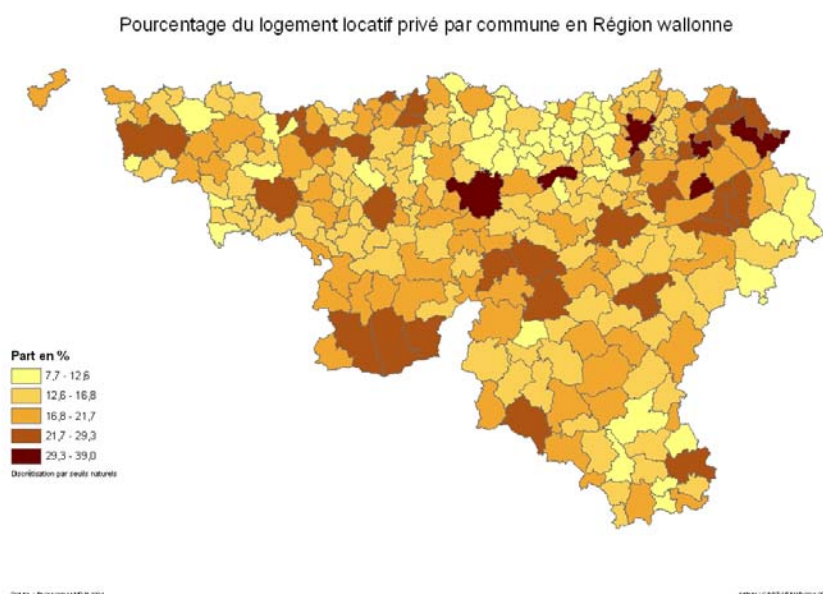 Pourcentage du logement locatif privé par commune en Région wallonne
Part en %
7,7 - 12,6
12,6 - 16,8
16,8 - 21,7
21,7 - 29,3
29,3 - 39,0
Discrétisation par seuils naturels